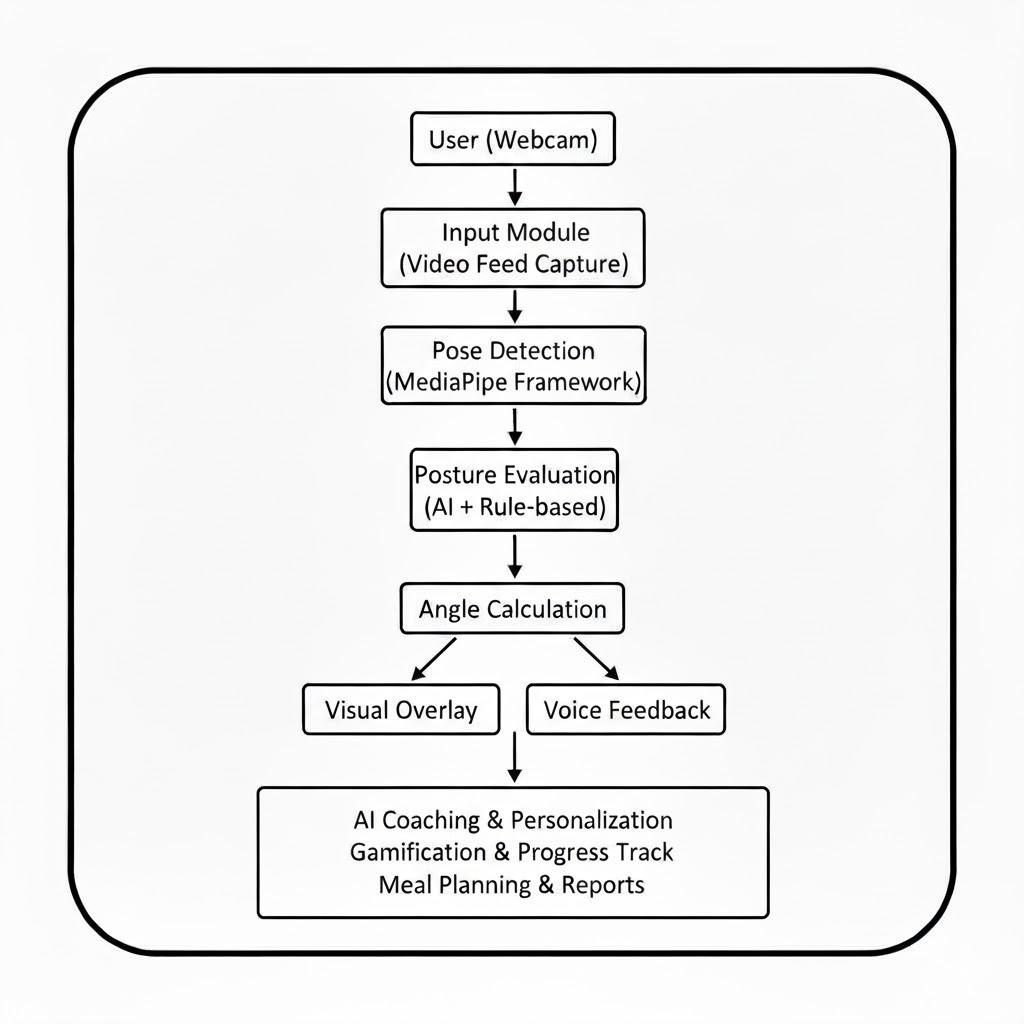 User (Webcam)
Input Module
(Video Feed Capture)
Pose Detection
(MediaPipe Framework)
Posture Evaluation
(AI + Rule-based)
Angle Calculation
Visual Overlay
Voice Feedback
AI Coaching & Personalization
Gamification & Progress Track
Meal Planning & Reports